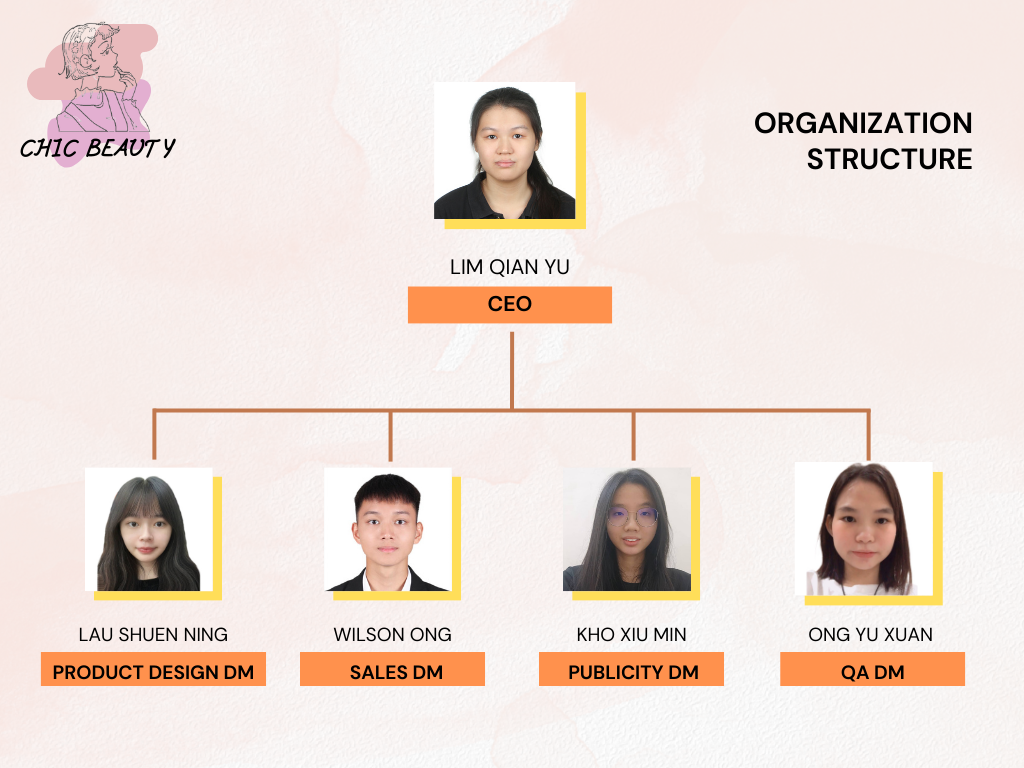 CHIC BEAUTY
ORGANIZATION
STRUCTURE
LIM QIAN YU
CEO
LAU SHUEN NING
PRODUCT DESIGN DM
WILSON ONG
SALES DM
KHO XIU MIN
PUBLICITY DM
ONG YU XUAN
QA DM